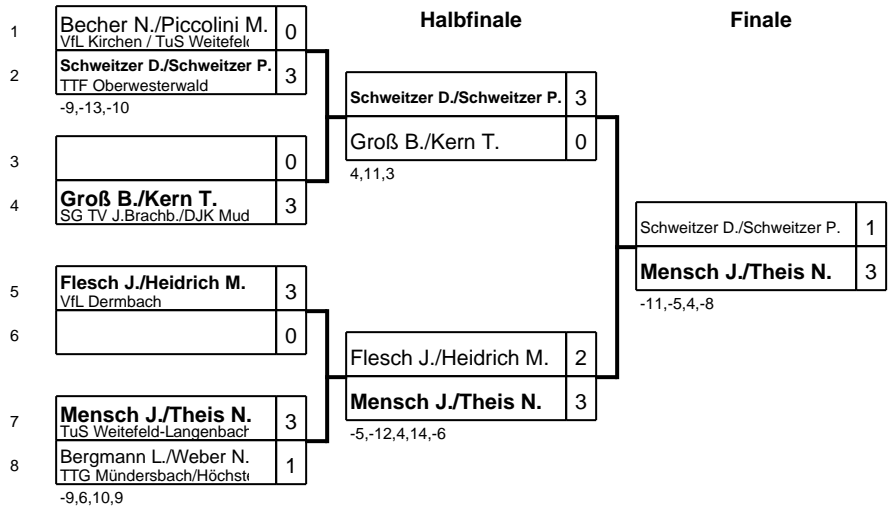 Halbfinale
Finale
1
Becher N./Piccolini M.
0
VfL Kirchen / TuS Weitefeld
2
Schweitzer D./Schweitzer P.
3
TTF Oberwesterwald
-9,-13,-10
3
0
4
Groß B./Kern T.
3
SG TV J.Brachb./DJK Mud
5
Flesch J./Heidrich M.
3
VfL Dermbach
6
0
7
Mensch J./Theis N.
3
TuS Weitefeld-Langenbach
8
Bergmann L./Weber N.
1
TTG Mündersbach/Höchste
-9,6,10,9
Schweitzer D./Schweitzer P.
3
Groß B./Kern T.
0
4,11,3
Flesch J./Heidrich M.
2
Mensch J./Theis N.
3
-5,-12,4,14,-6
Schweitzer D./Schweitzer P.
1
Mensch J./Theis N.
3
-11,-5,4,-8